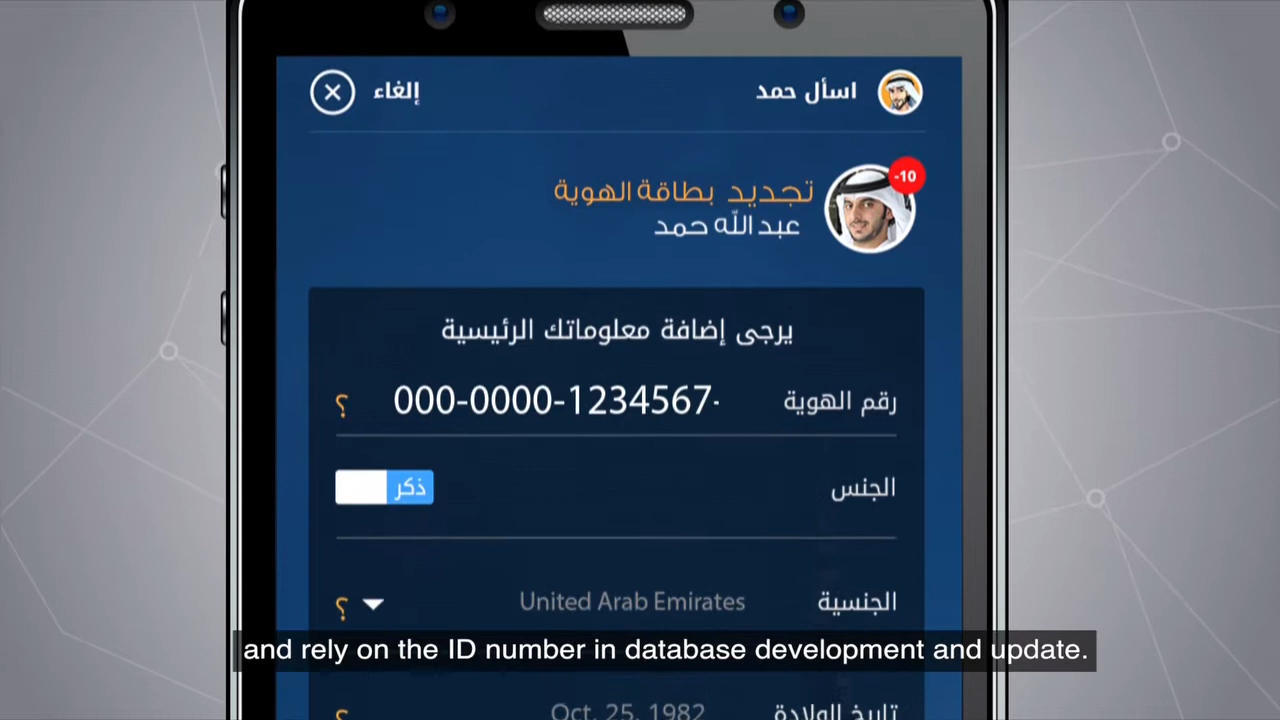 اسأل حمد
إلغاء
-10
تجديد بطاقة الهوية
عبد الله حمد
يرجى إضافة معلوماتك الرئيسية
رقم الهوية 000-0000-1234567- ؟
الجنس ذكر
الجنسية United Arab Emirates ؟
and rely on the ID number in database development and update.
تاريخ الولادة Oct. 25, 1982 ؟